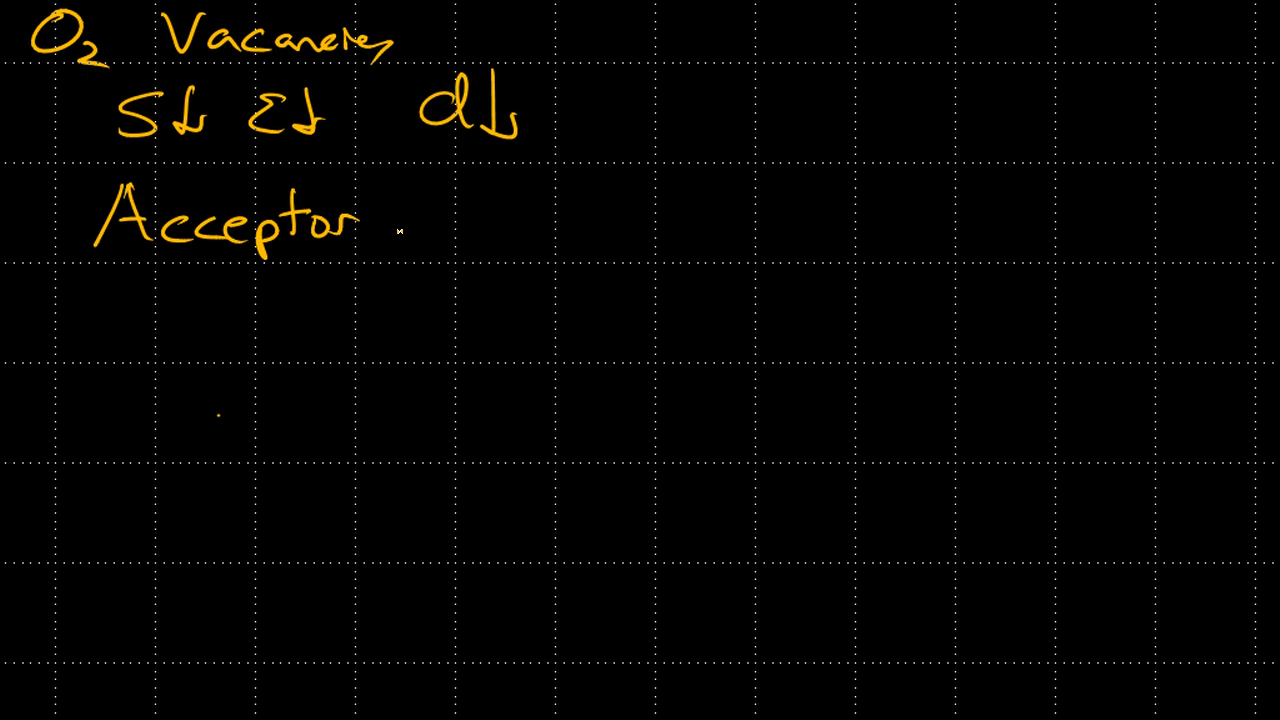 O₂ Vacancies
S↓ Σ↓ d↓
Acceptor